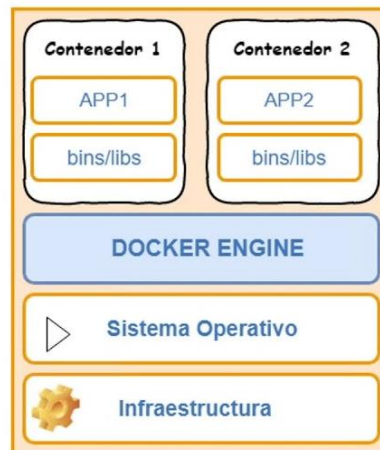 Contenedor 1
Contenedor 2
APP1
APP2
bins/libs
bins/libs
DOCKER ENGINE
Sistema Operativo
Infraestructura